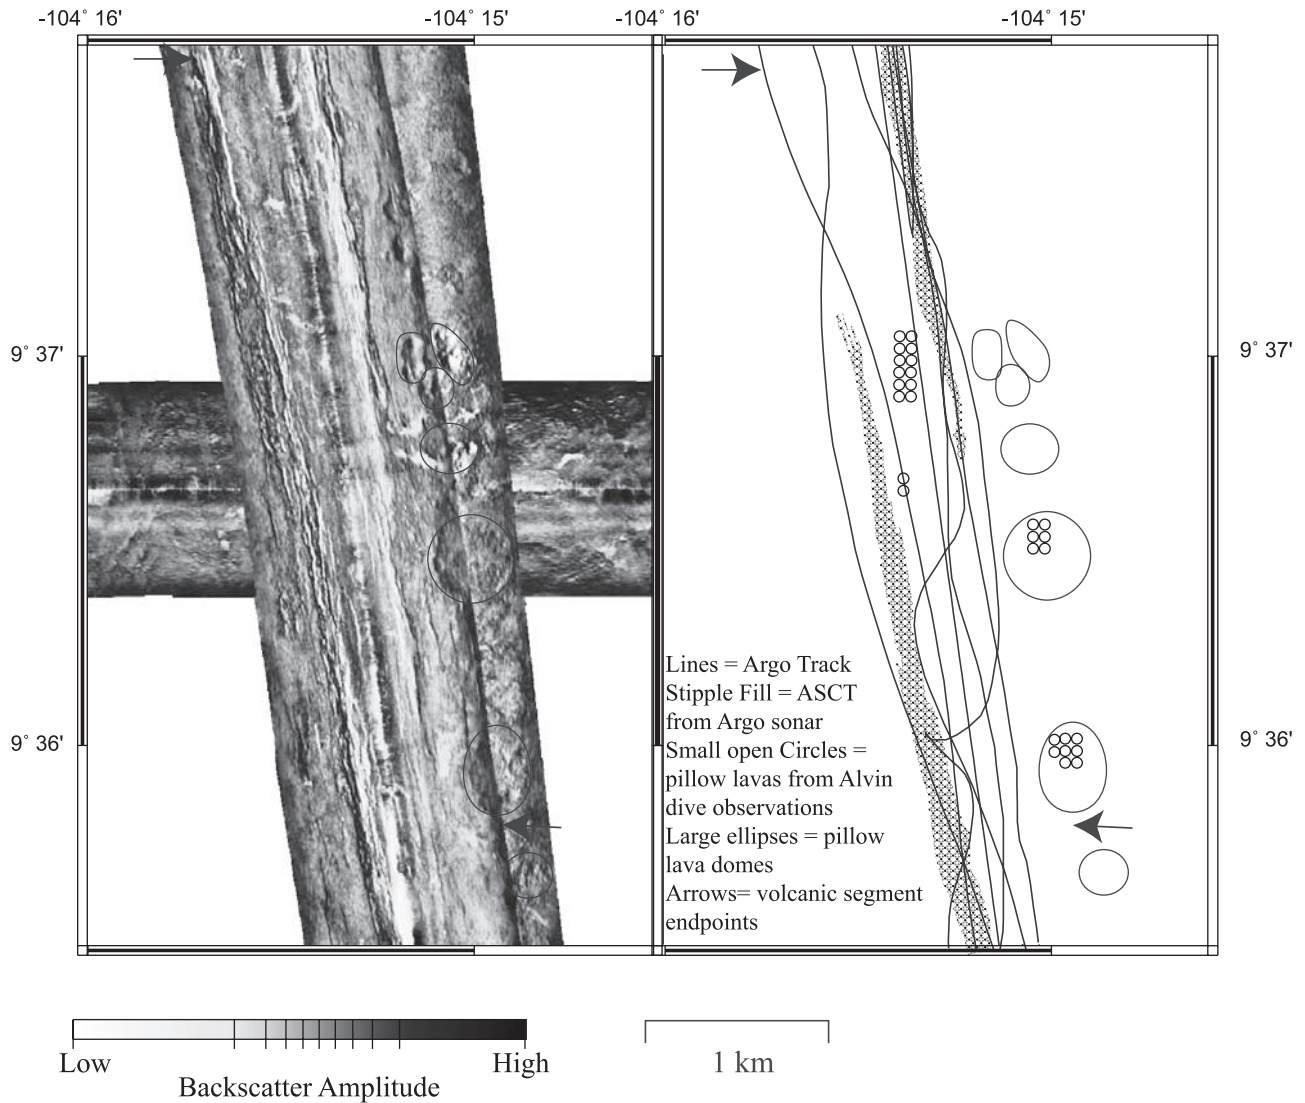 -104° 16'
-104° 15'
-104° 16'
-104° 15'
9° 37'
9° 37'
9° 36'
9° 36'
Lines = Argo Track
Stipple Fill = ASCT
from Argo sonar
Small open Circles =
pillow lavas from Alvin
dive observations
Large ellipses = pillow
lava domes
Arrows= volcanic segment
endpoints
Low
High
Backscatter Amplitude
1 km